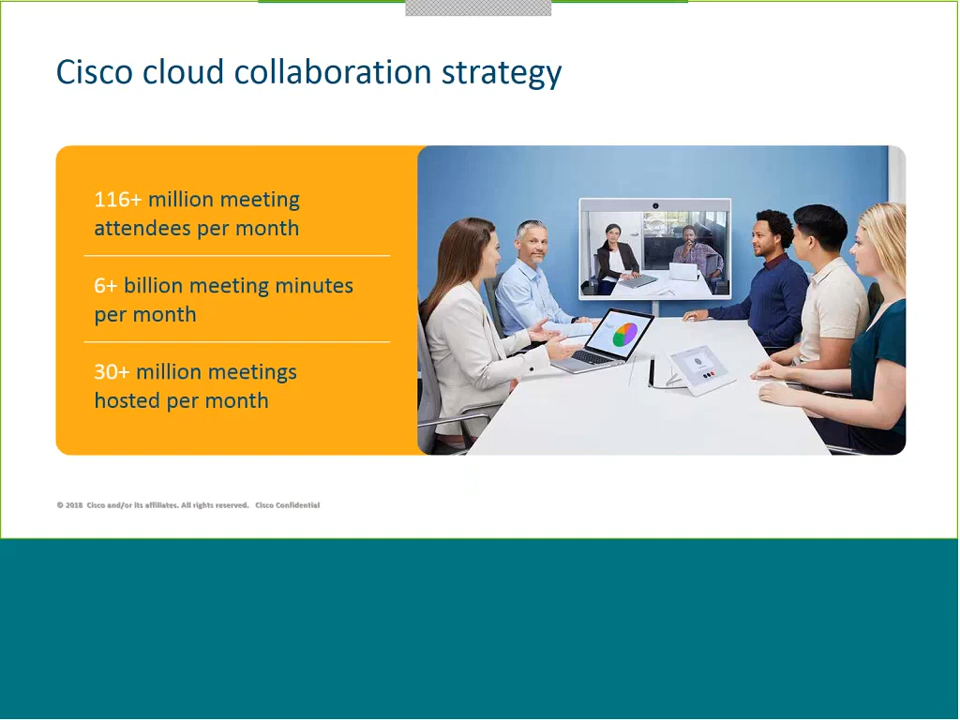 Cisco cloud collaboration strategy
116+ million meeting
attendees per month
6+ billion meeting minutes
per month
30+ million meetings
hosted per month
© 2018 Cisco and/or its affiliates. All rights reserved. Cisco Confidential